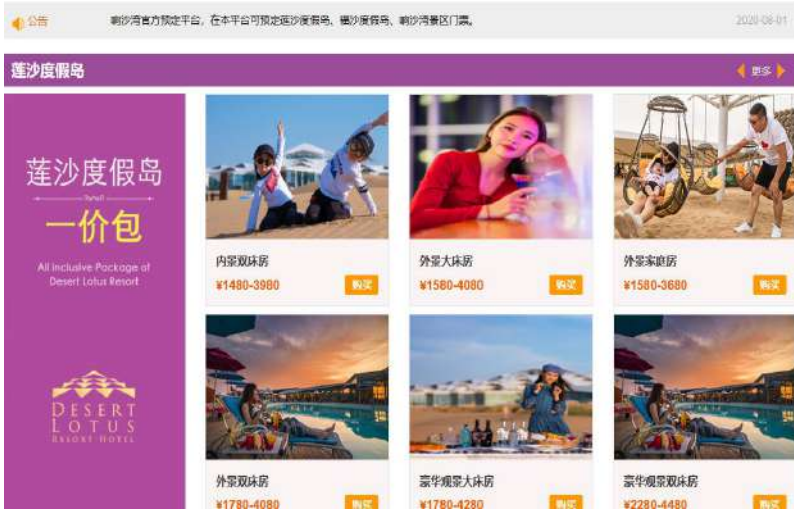 公告
响沙湾官方预定平台,在本平台可预定莲沙度假岛、福沙度假岛、响沙湾景区门票。
2020-08-01
莲沙度假岛
更多
莲沙度假岛
一价包
All Inclusive Package of
Desert Lotus Resort
DESERT
LOTUS
RESORT HOTEL
内景双床房
¥1480-3980
购买
外景大床房
¥1580-4080
购买
外景家庭房
¥1580-3680
购买
外景双床房
¥1780-4080
购买
豪华观景大床房
¥1780-4280
购买
豪华观景双床房
¥2280-4480
购买